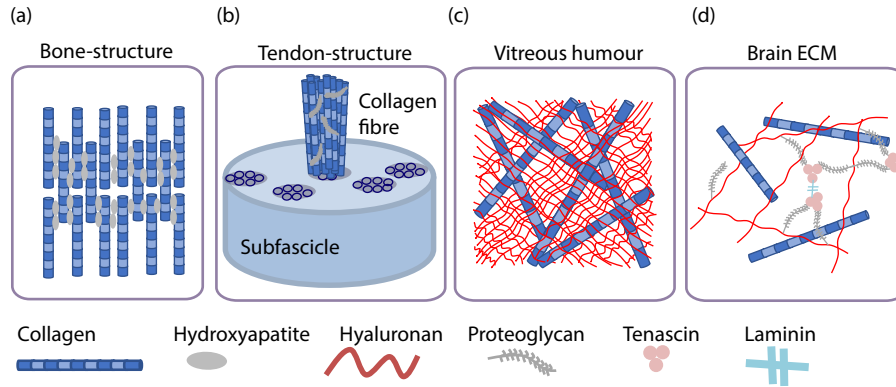 (a)
(b)
(c)
(d)
Bone-structure
Tendon-structure
Vitreous humour
Brain ECM
Collagen
fibre
Subfascicle
Collagen
Hydroxyapatite
Hyaluronan
Proteoglycan
Tenascin
Laminin